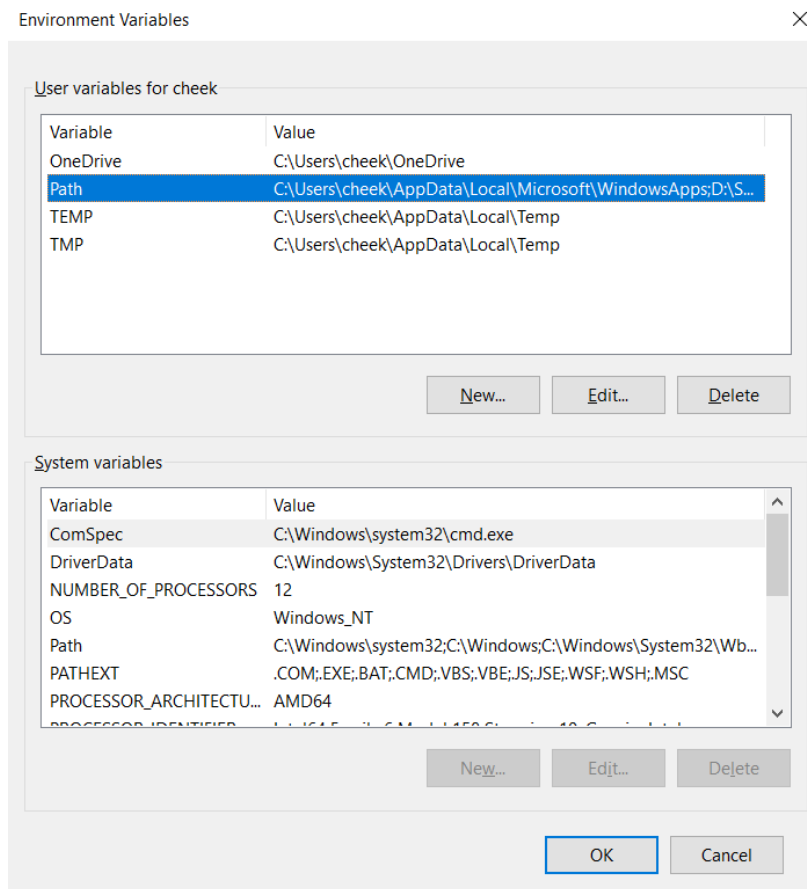 Environment Variables
User variables for cheek
Variable Value
OneDrive C:\Users\cheek\OneDrive
Path C:\Users\cheek\AppData\Local\Microsoft\WindowsApps;D:\S...
TEMP C:\Users\cheek\AppData\Local\Temp
TMP C:\Users\cheek\AppData\Local\Temp
New... Edit... Delete
System variables
Variable Value
ComSpec C:\Windows\system32\cmd.exe
DriverData C:\Windows\System32\Drivers\DriverData
NUMBER_OF_PROCESSORS 12
OS Windows_NT
Path C:\Windows\system32;C:\Windows;C:\Windows\System32\Wb...
PATHEXT .COM;.EXE;.BAT;.CMD;.VBS;.VBE;.JS;.JSE;.WSF;.WSH;.MSC
PROCESSOR_ARCHITECTU... AMD64
New... Edit... Delete
OK Cancel